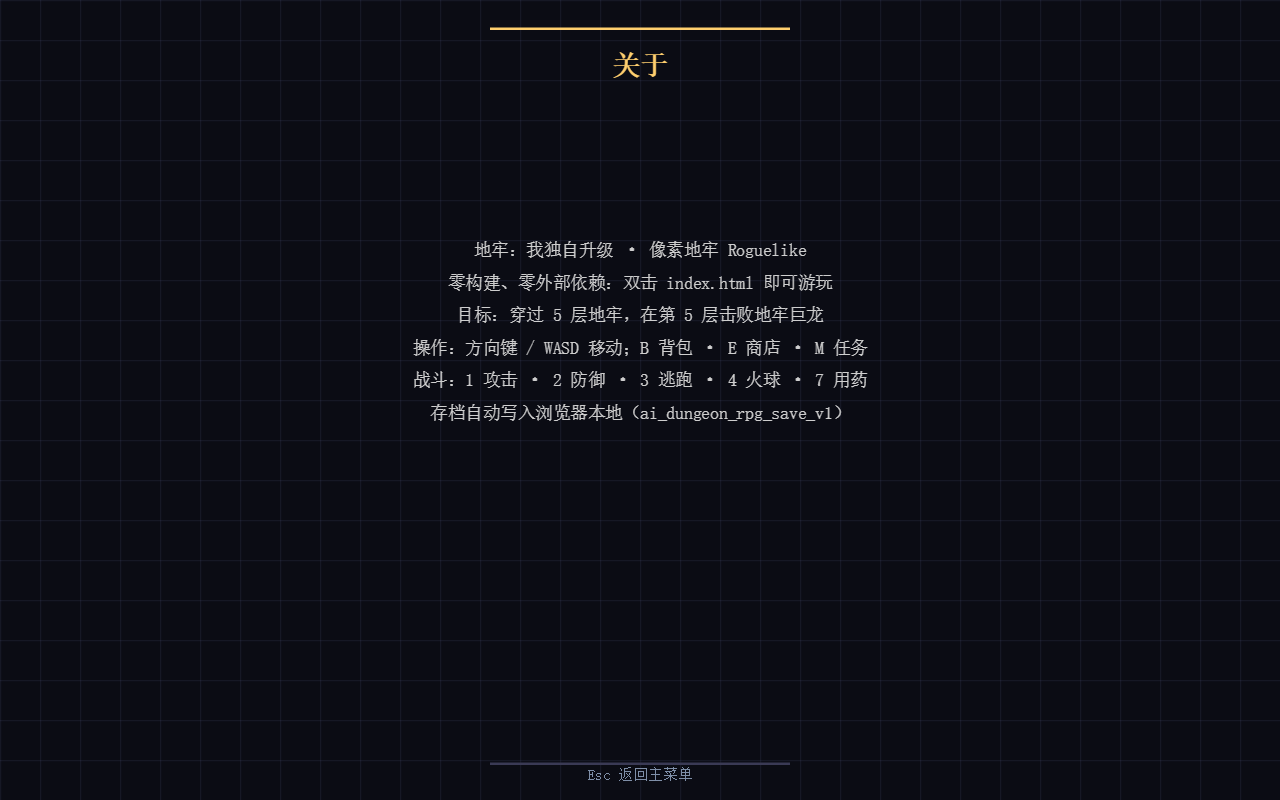 关于
地牢：我独自升级 · 像素地牢 Roguelike
零构建、零外部依赖：双击 index.html 即可游玩
目标：穿过 5 层地牢，在第 5 层击败地牢巨龙
操作：方向键 / WASD 移动；B 背包 · E 商店 · M 任务
战斗：1 攻击 · 2 防御 · 3 逃跑 · 4 火球 · 7 用药
存档自动写入浏览器本地（ai_dungeon_rpg_save_v1）
Esc 返回主菜单